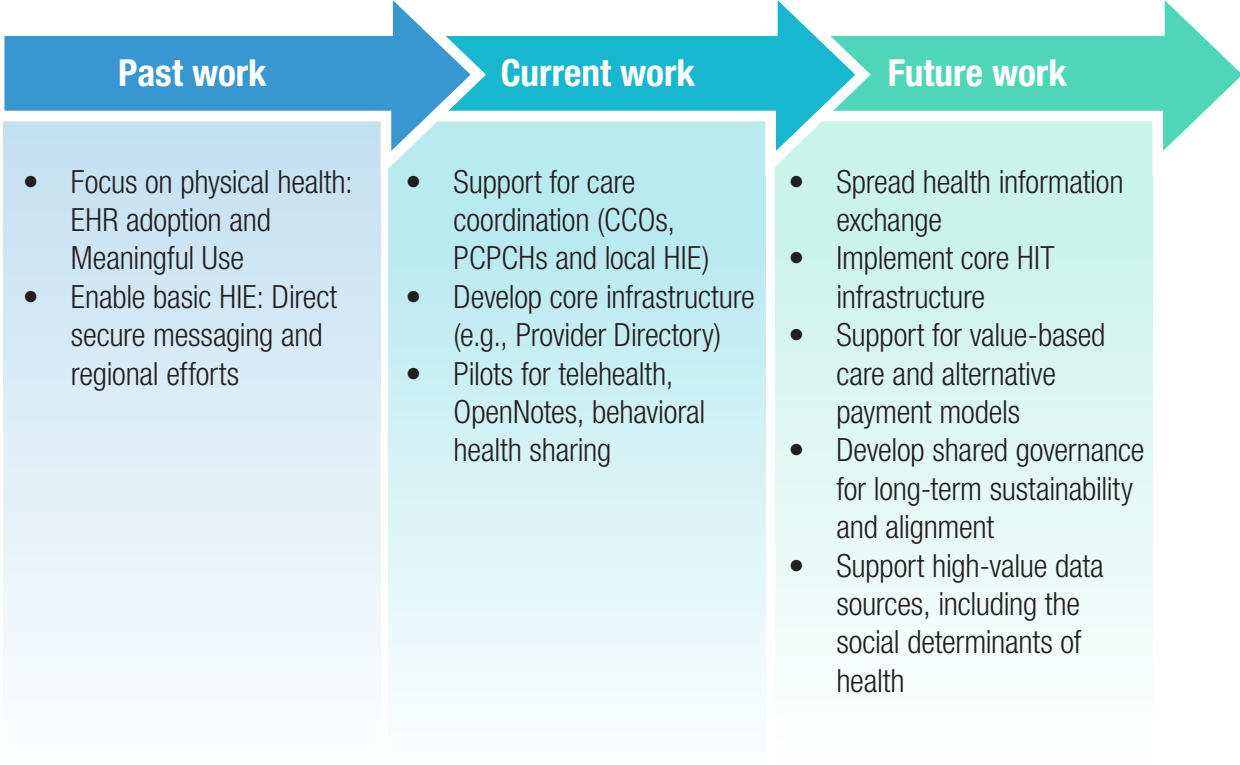 Past work
• Focus on physical health:
EHR adoption and
Meaningful Use
• Enable basic HIE: Direct
secure messaging and
regional efforts
Current work
• Support for care
coordination (CCOs,
PCPCHs and local HIE)
• Develop core infrastructure
(e.g., Provider Directory)
• Pilots for telehealth,
OpenNotes, behavioral
health sharing
Future work
• Spread health information
exchange
• Implement core HIT
infrastructure
• Support for value-based
care and alternative
payment models
• Develop shared governance
for long-term sustainability
and alignment
• Support high-value data
sources, including the
social determinants of
health